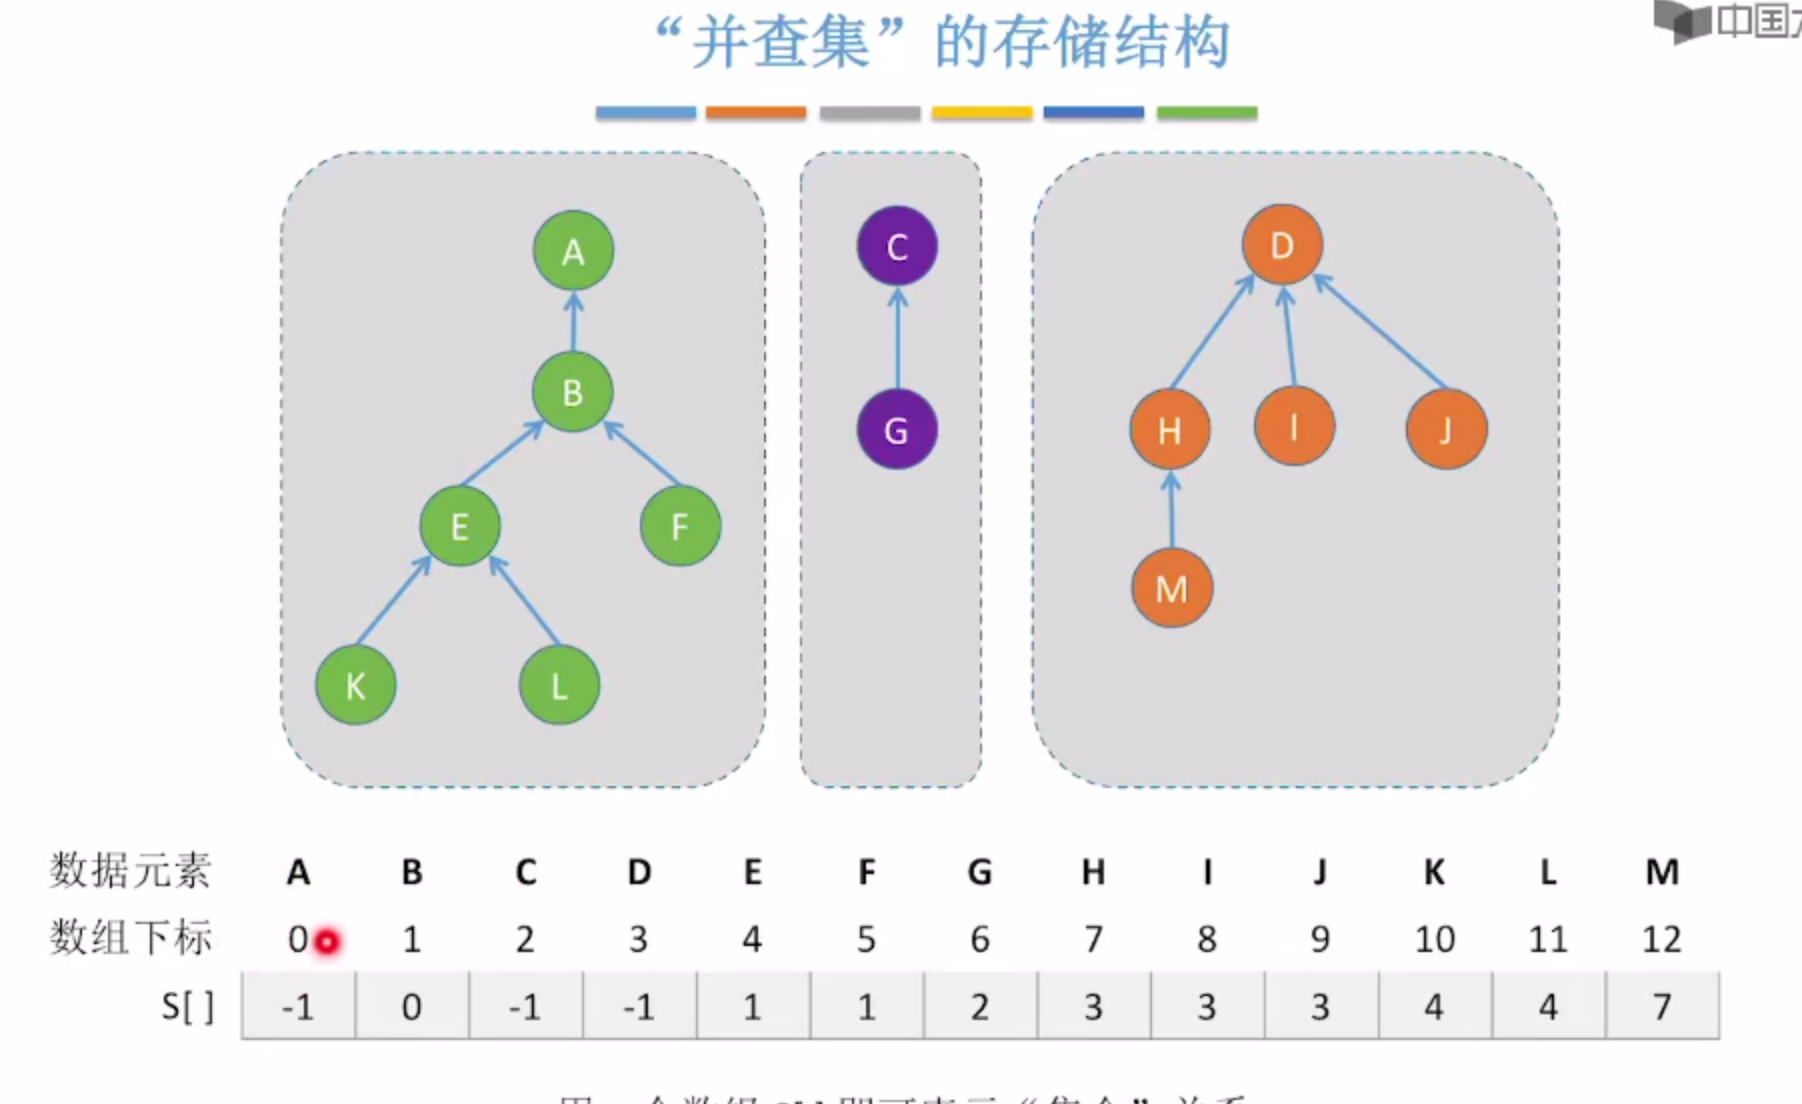 “并查集”的存储结构
中国
A
C
D
B
G
H I J
E F
M
K L
数据元素 A B C D E F G H I J K L M
数组下标 0 1 2 3 4 5 6 7 8 9 10 11 12
S[ ] -1 0 -1 -1 1 1 2 3 3 3 4 4 7